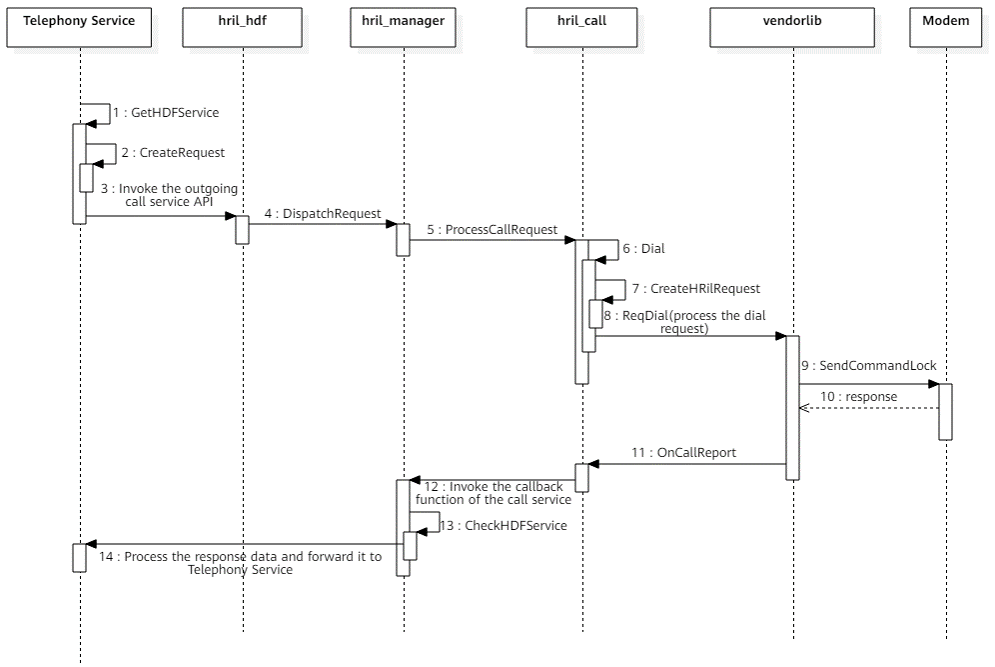 Telephony Service
hril_hdf
hril_manager
hril_call
vendorlib
Modem
1 : GetHDFService
2 : CreateRequest
3 : Invoke the outgoing
call service API
4 : DispatchRequest
5 : ProcessCallRequest
6 : Dial
7 : CreateHRilRequest
8 : ReqDial(process the dial
request)
9 : SendCommandLock
10 : response
11 : OnCallReport
12 : Invoke the callback
function of the call service
13 : CheckHDFService
14 : Process the response data and forward it to
Telephony Service